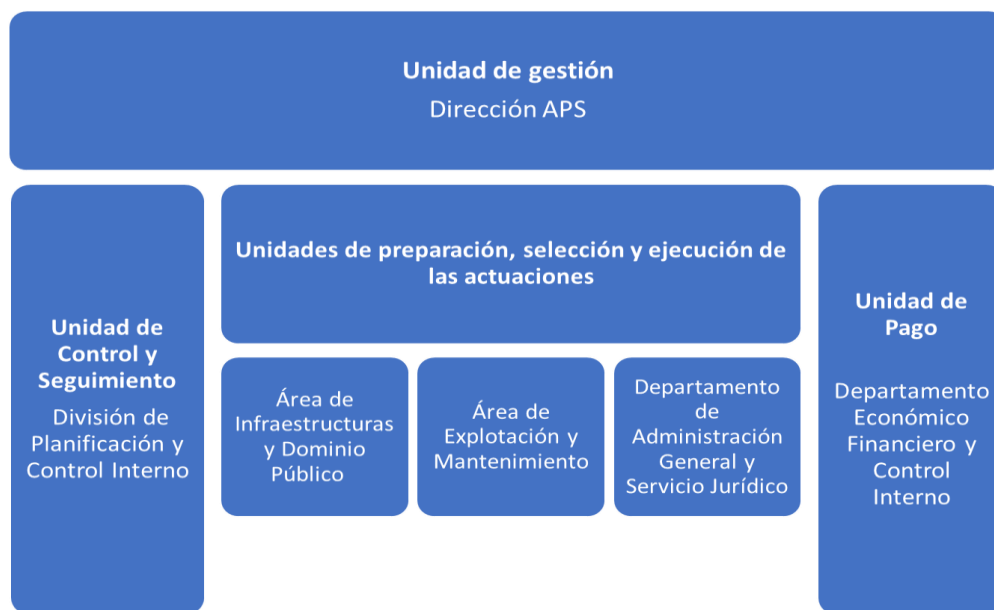 Unidad de gestión
Dirección APS
Unidad de
Control y
Seguimiento
División de
Planificación y
Control Interno
Unidades de preparación, selección y ejecución de
las actuaciones
Área de
Infraestructuras
y Dominio
Público
Área de
Explotación y
Mantenimiento
Departamento
de
Administración
General y
Servicio Jurídico
Unidad de
Pago
Departamento
Económico
Financiero y
Control
Interno